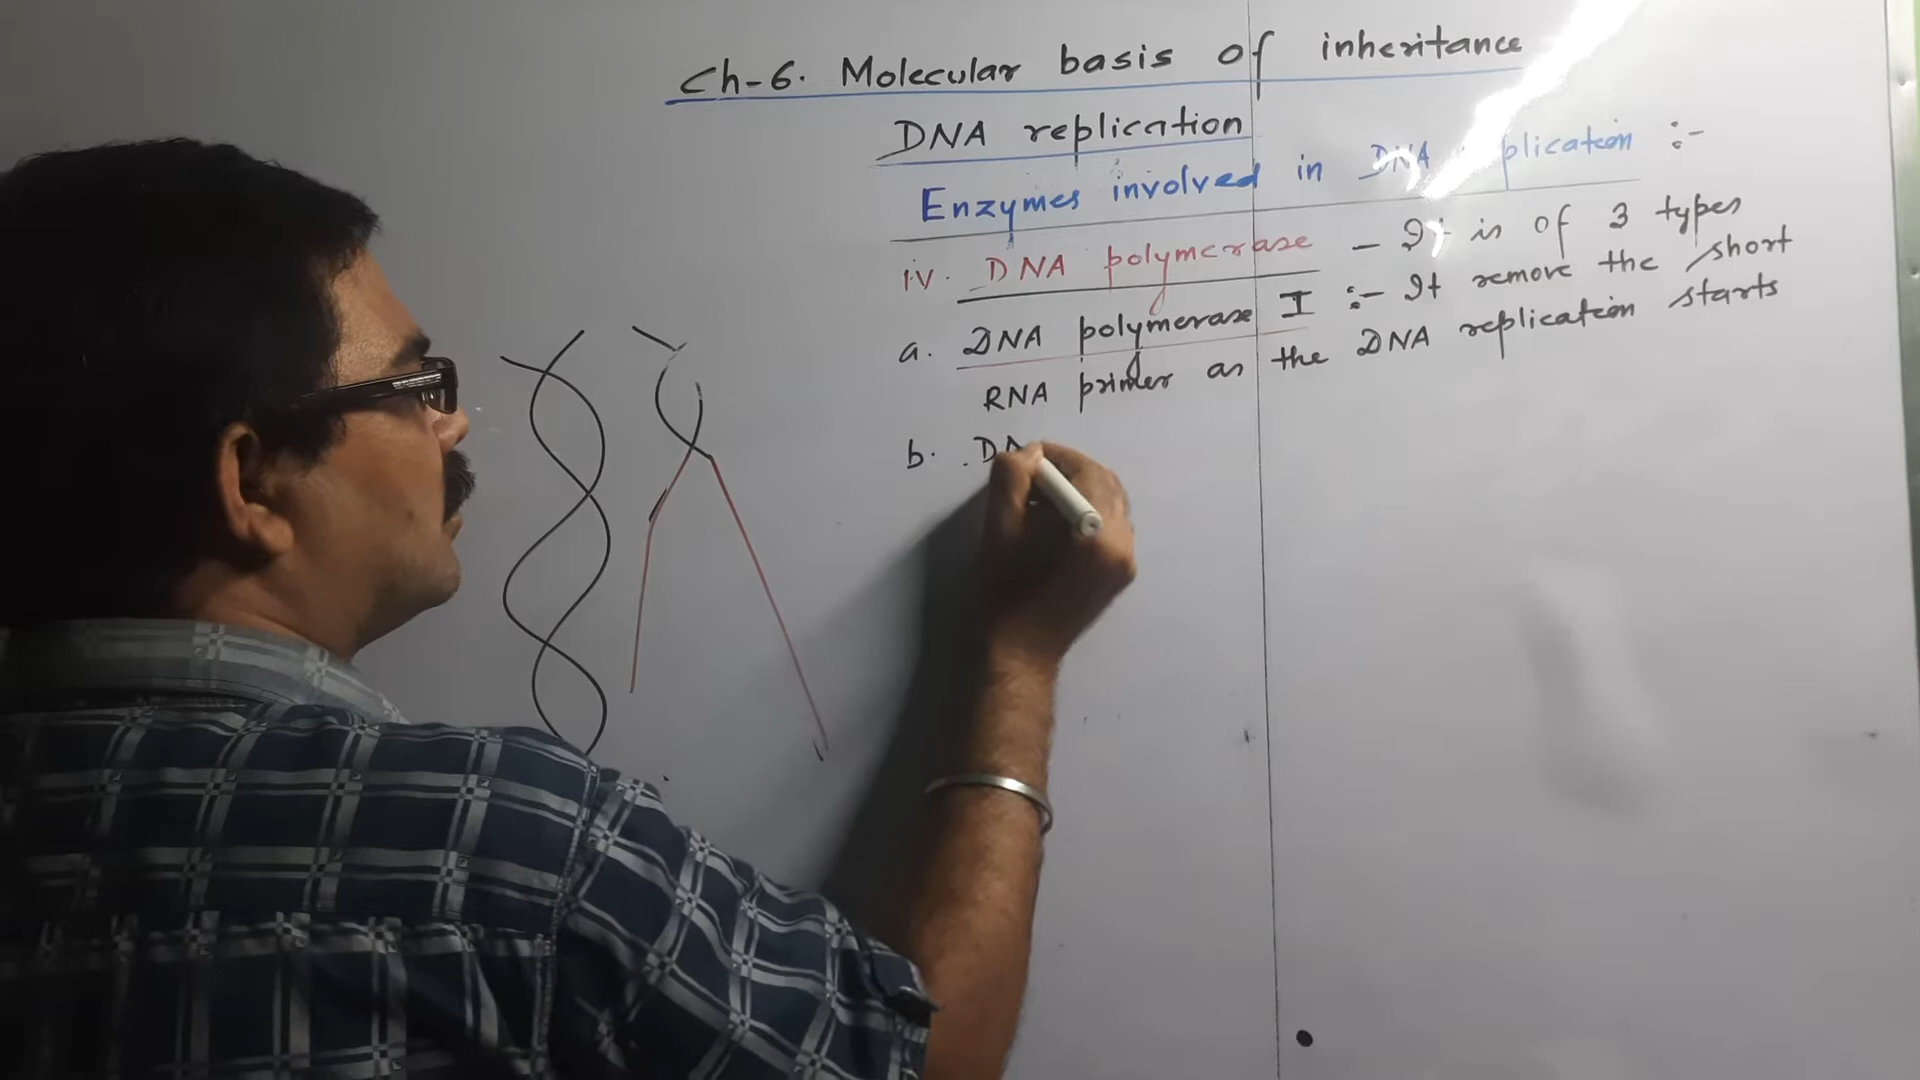 Ch-6. Molecular basis of inheritance
DNA replication
Enzymes involved in DNA plication :-
iv. DNA polymerase - It is of 3 types
a. DNA polymerase I :- It remove the short
RNA primer as the DNA replication starts
b. DN